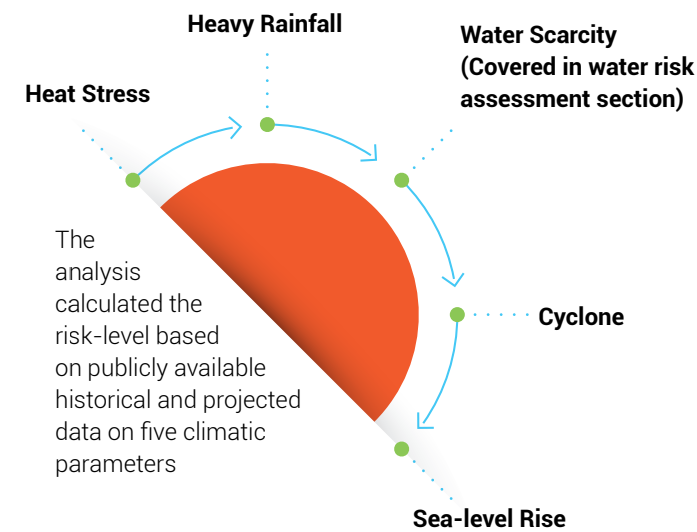 Heavy Rainfall
Water Scarcity
(Covered in water risk
assessment section)
Heat Stress
The
analysis
calculated the
risk-level based
on publicly available
historical and projected
data on five climatic
parameters
Cyclone
Sea-level Rise